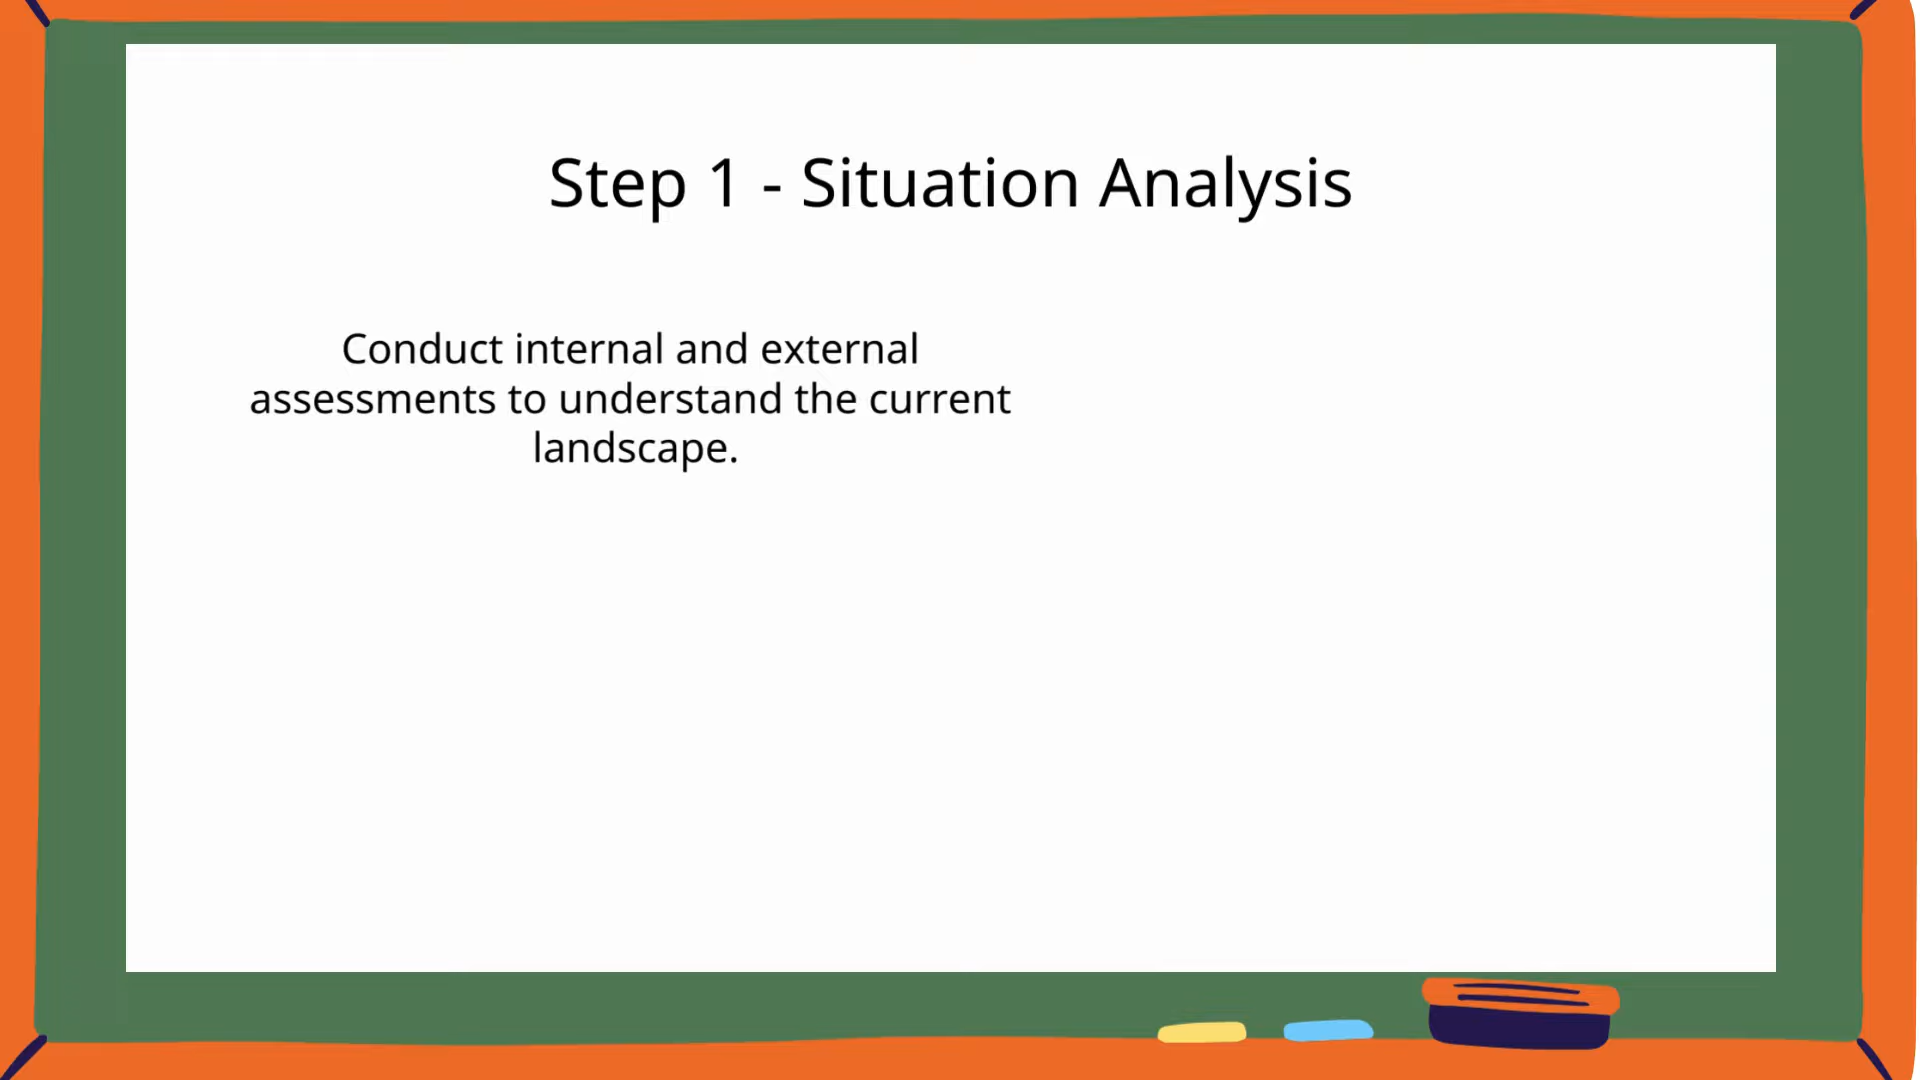 Step 1 - Situation Analysis
Conduct internal and external
assessments to understand the current
landscape.